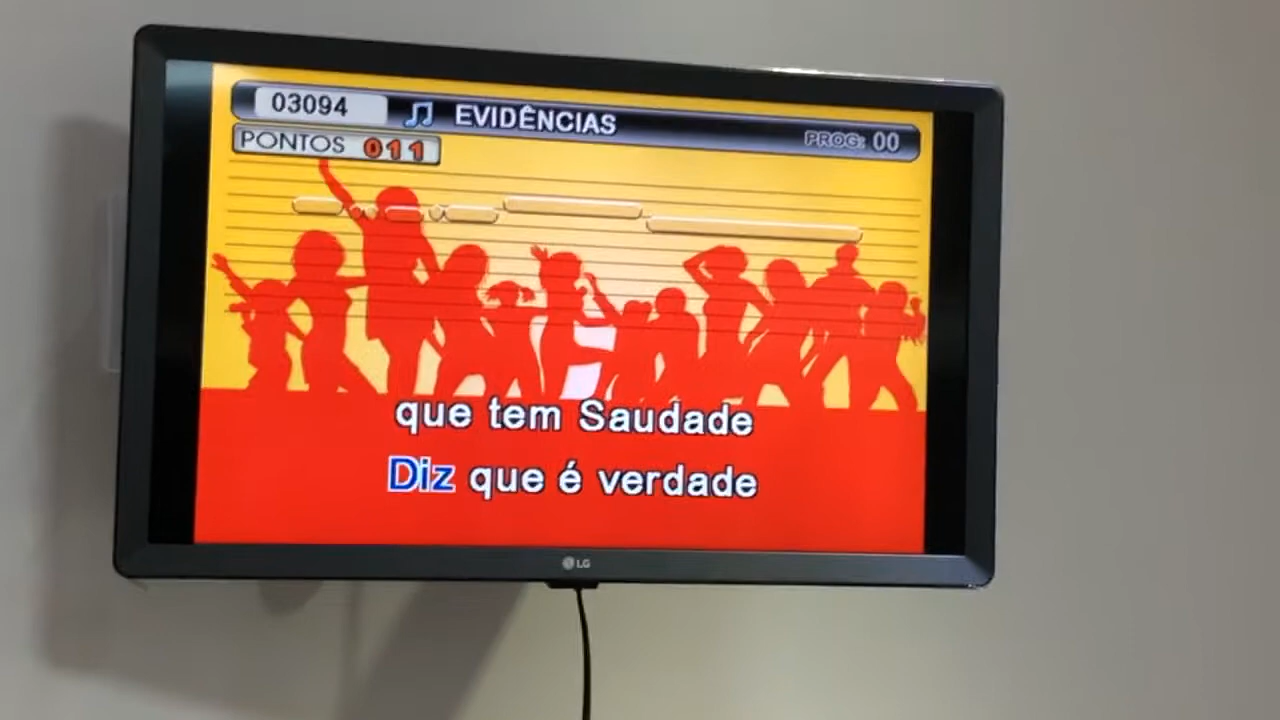 03094 EVIDÊNCIAS PROG: 00
PONTOS 011
que tem Saudade
Diz que é verdade
LG